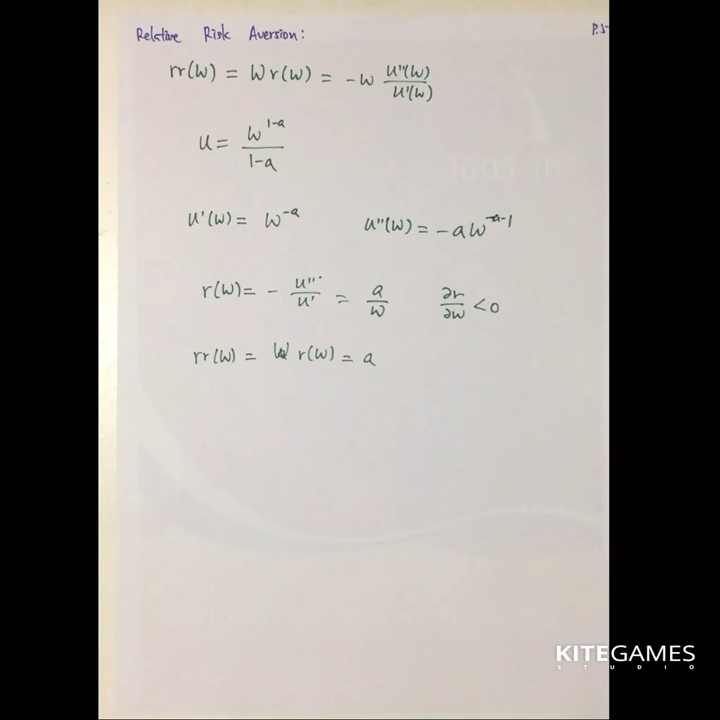 Relative Risk Aversion:
P.5
rr(W) = W r(W) = -W u''(W) / u'(W)
u = W^{1-a} / 1-a
u'(W) = W^{-a}    u''(W) = -aW^{-a-1}
r(W) = - u'' / u' = a / W    ∂r / ∂W < 0
rr(W) = W r(W) = a
KITEGAMES
STUDIO